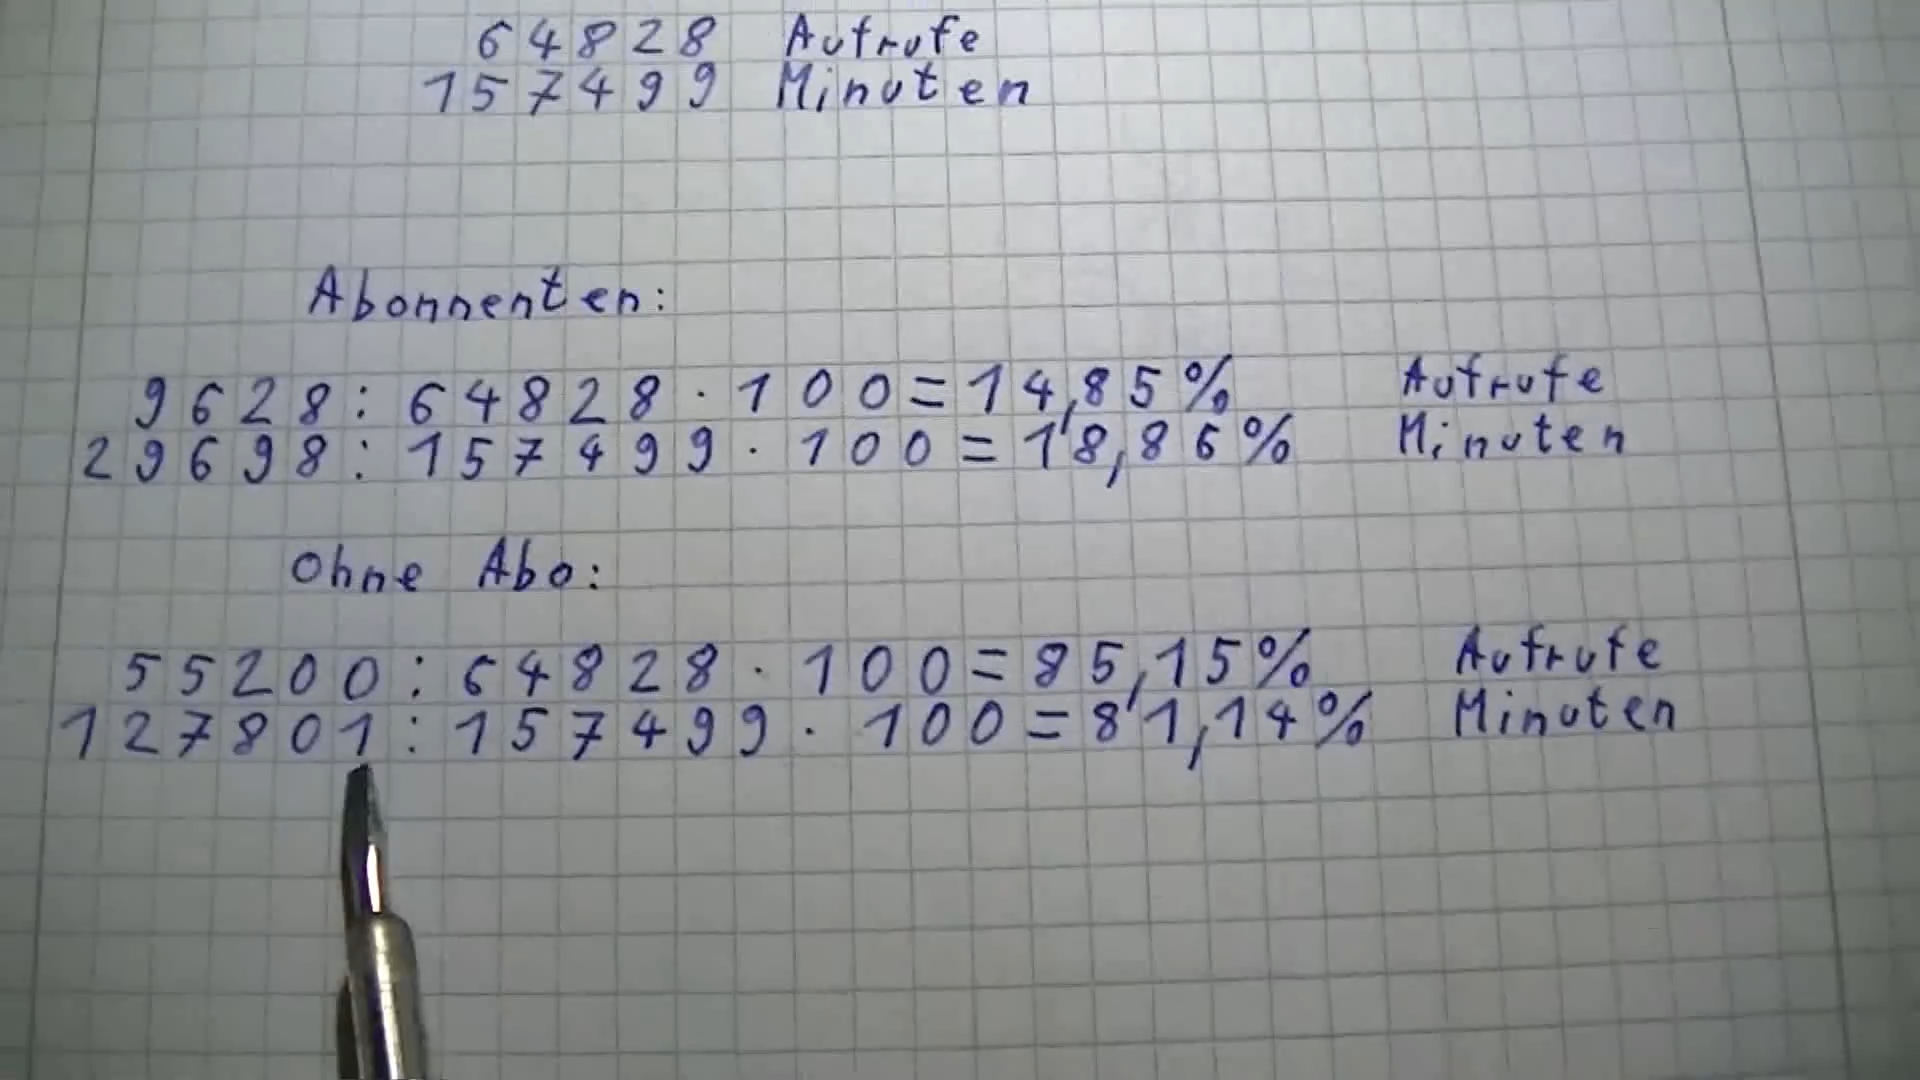 64828 Aufrufe
157499 Minuten
Abonnenten:
9628:64828·100=14,85% Aufrufe
29698:157499·100=18,86% Minuten
Ohne Abo:
55200:64828·100=85,15% Aufrufe
127801:157499·100=81,14% Minuten